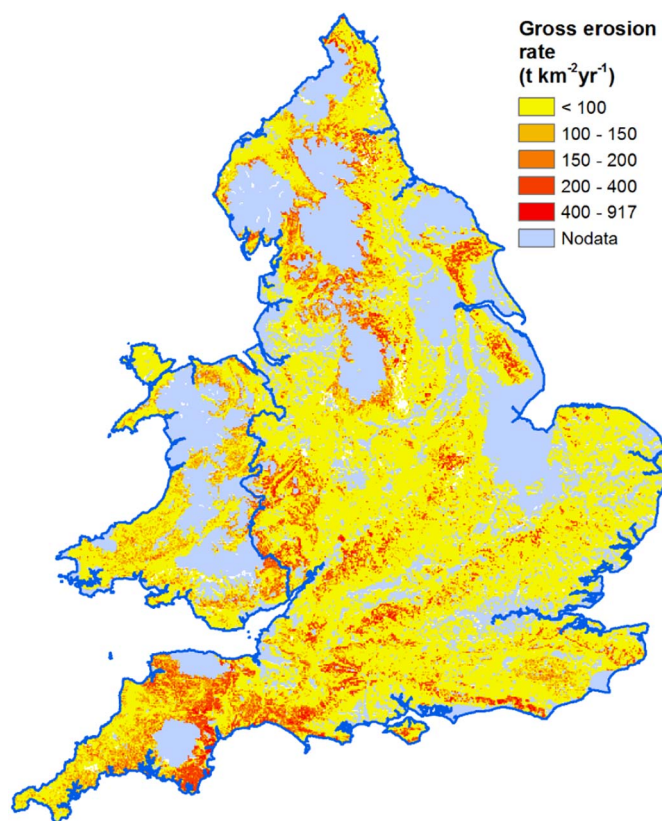 Gross erosion
rate
(t km⁻²yr⁻¹)
< 100
100 - 150
150 - 200
200 - 400
400 - 917
Nodata